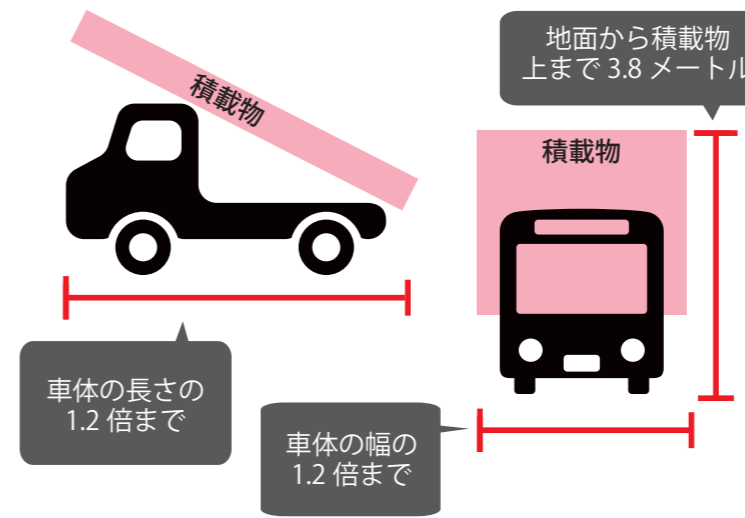 地面から積載物
上まで 3.8 メートル
積載物
積載物
車体の長さの
1.2 倍まで
車体の幅の
1.2 倍まで